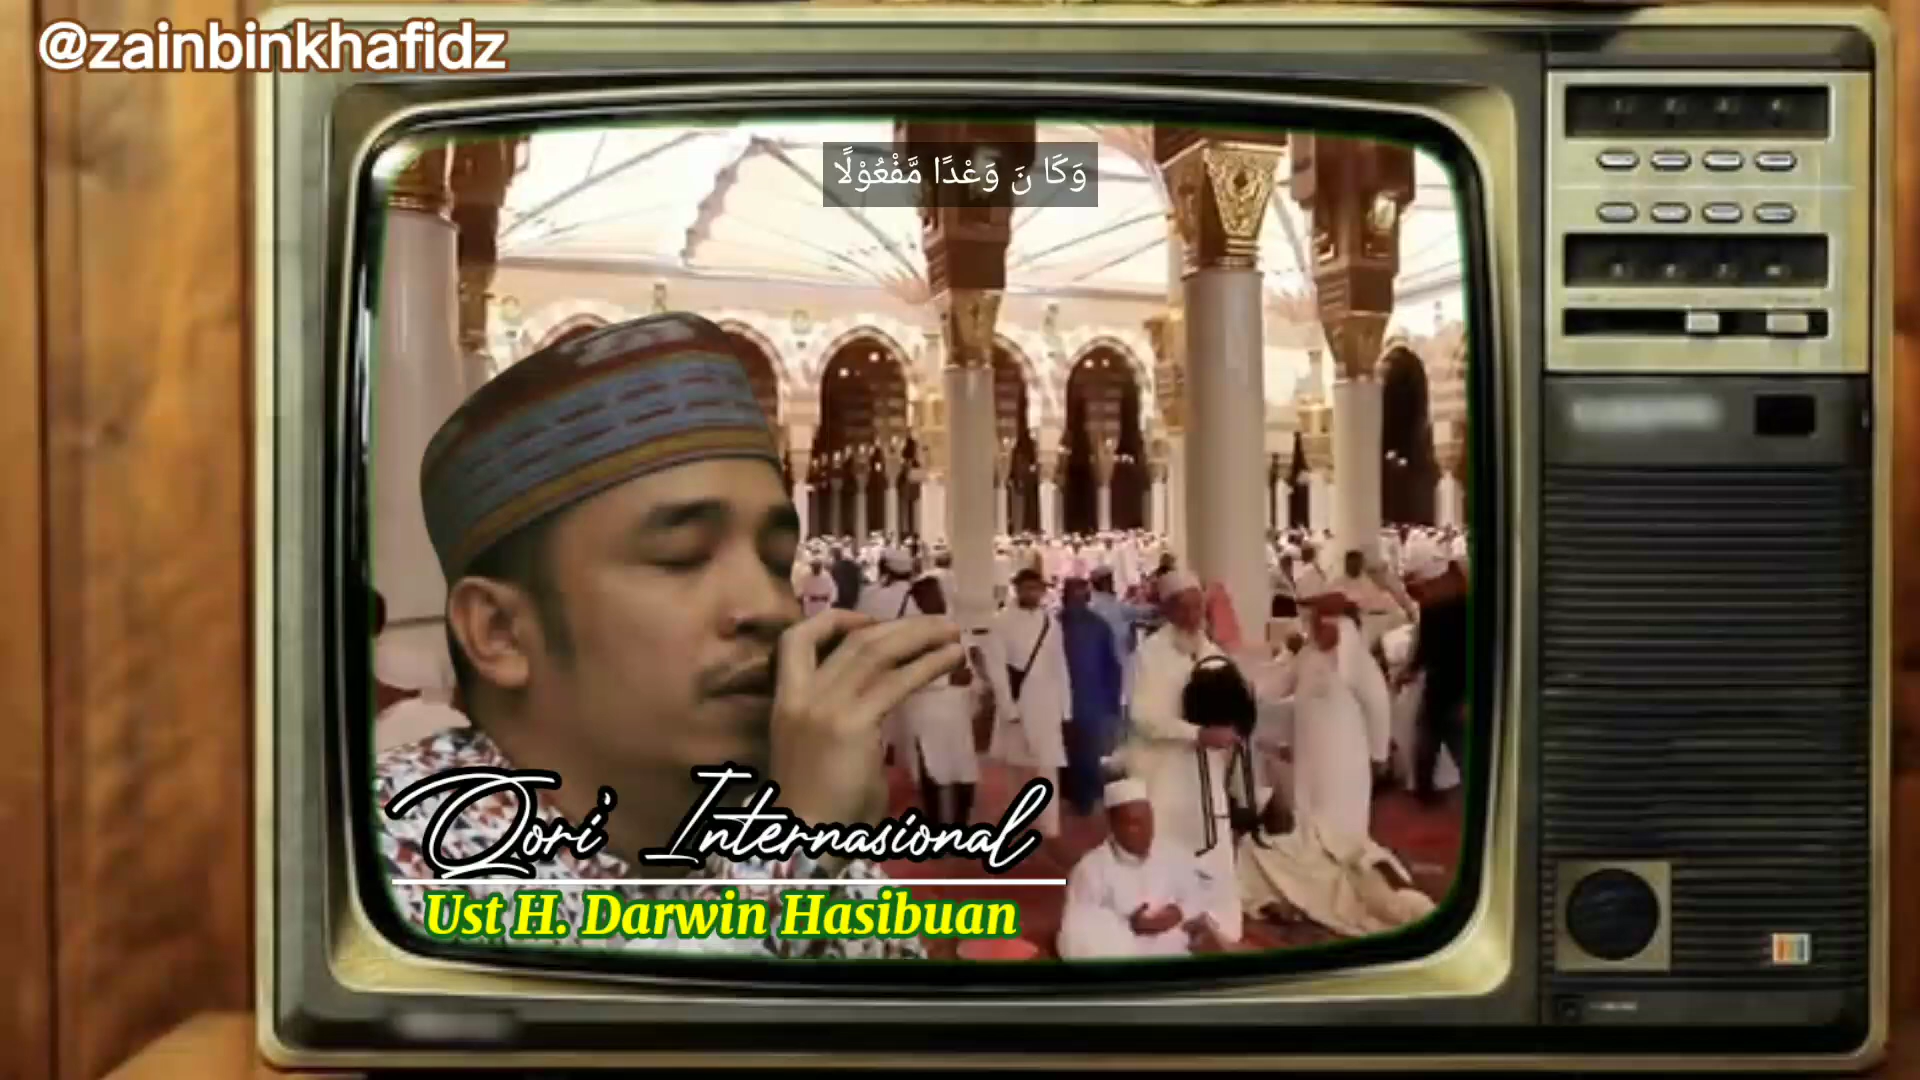 @zainbinkhafidz
وَكَا نَ وَعْدًا مَّفْعُوْلًا
Qori' Internasional
Ust H. Darwin Hasibuan